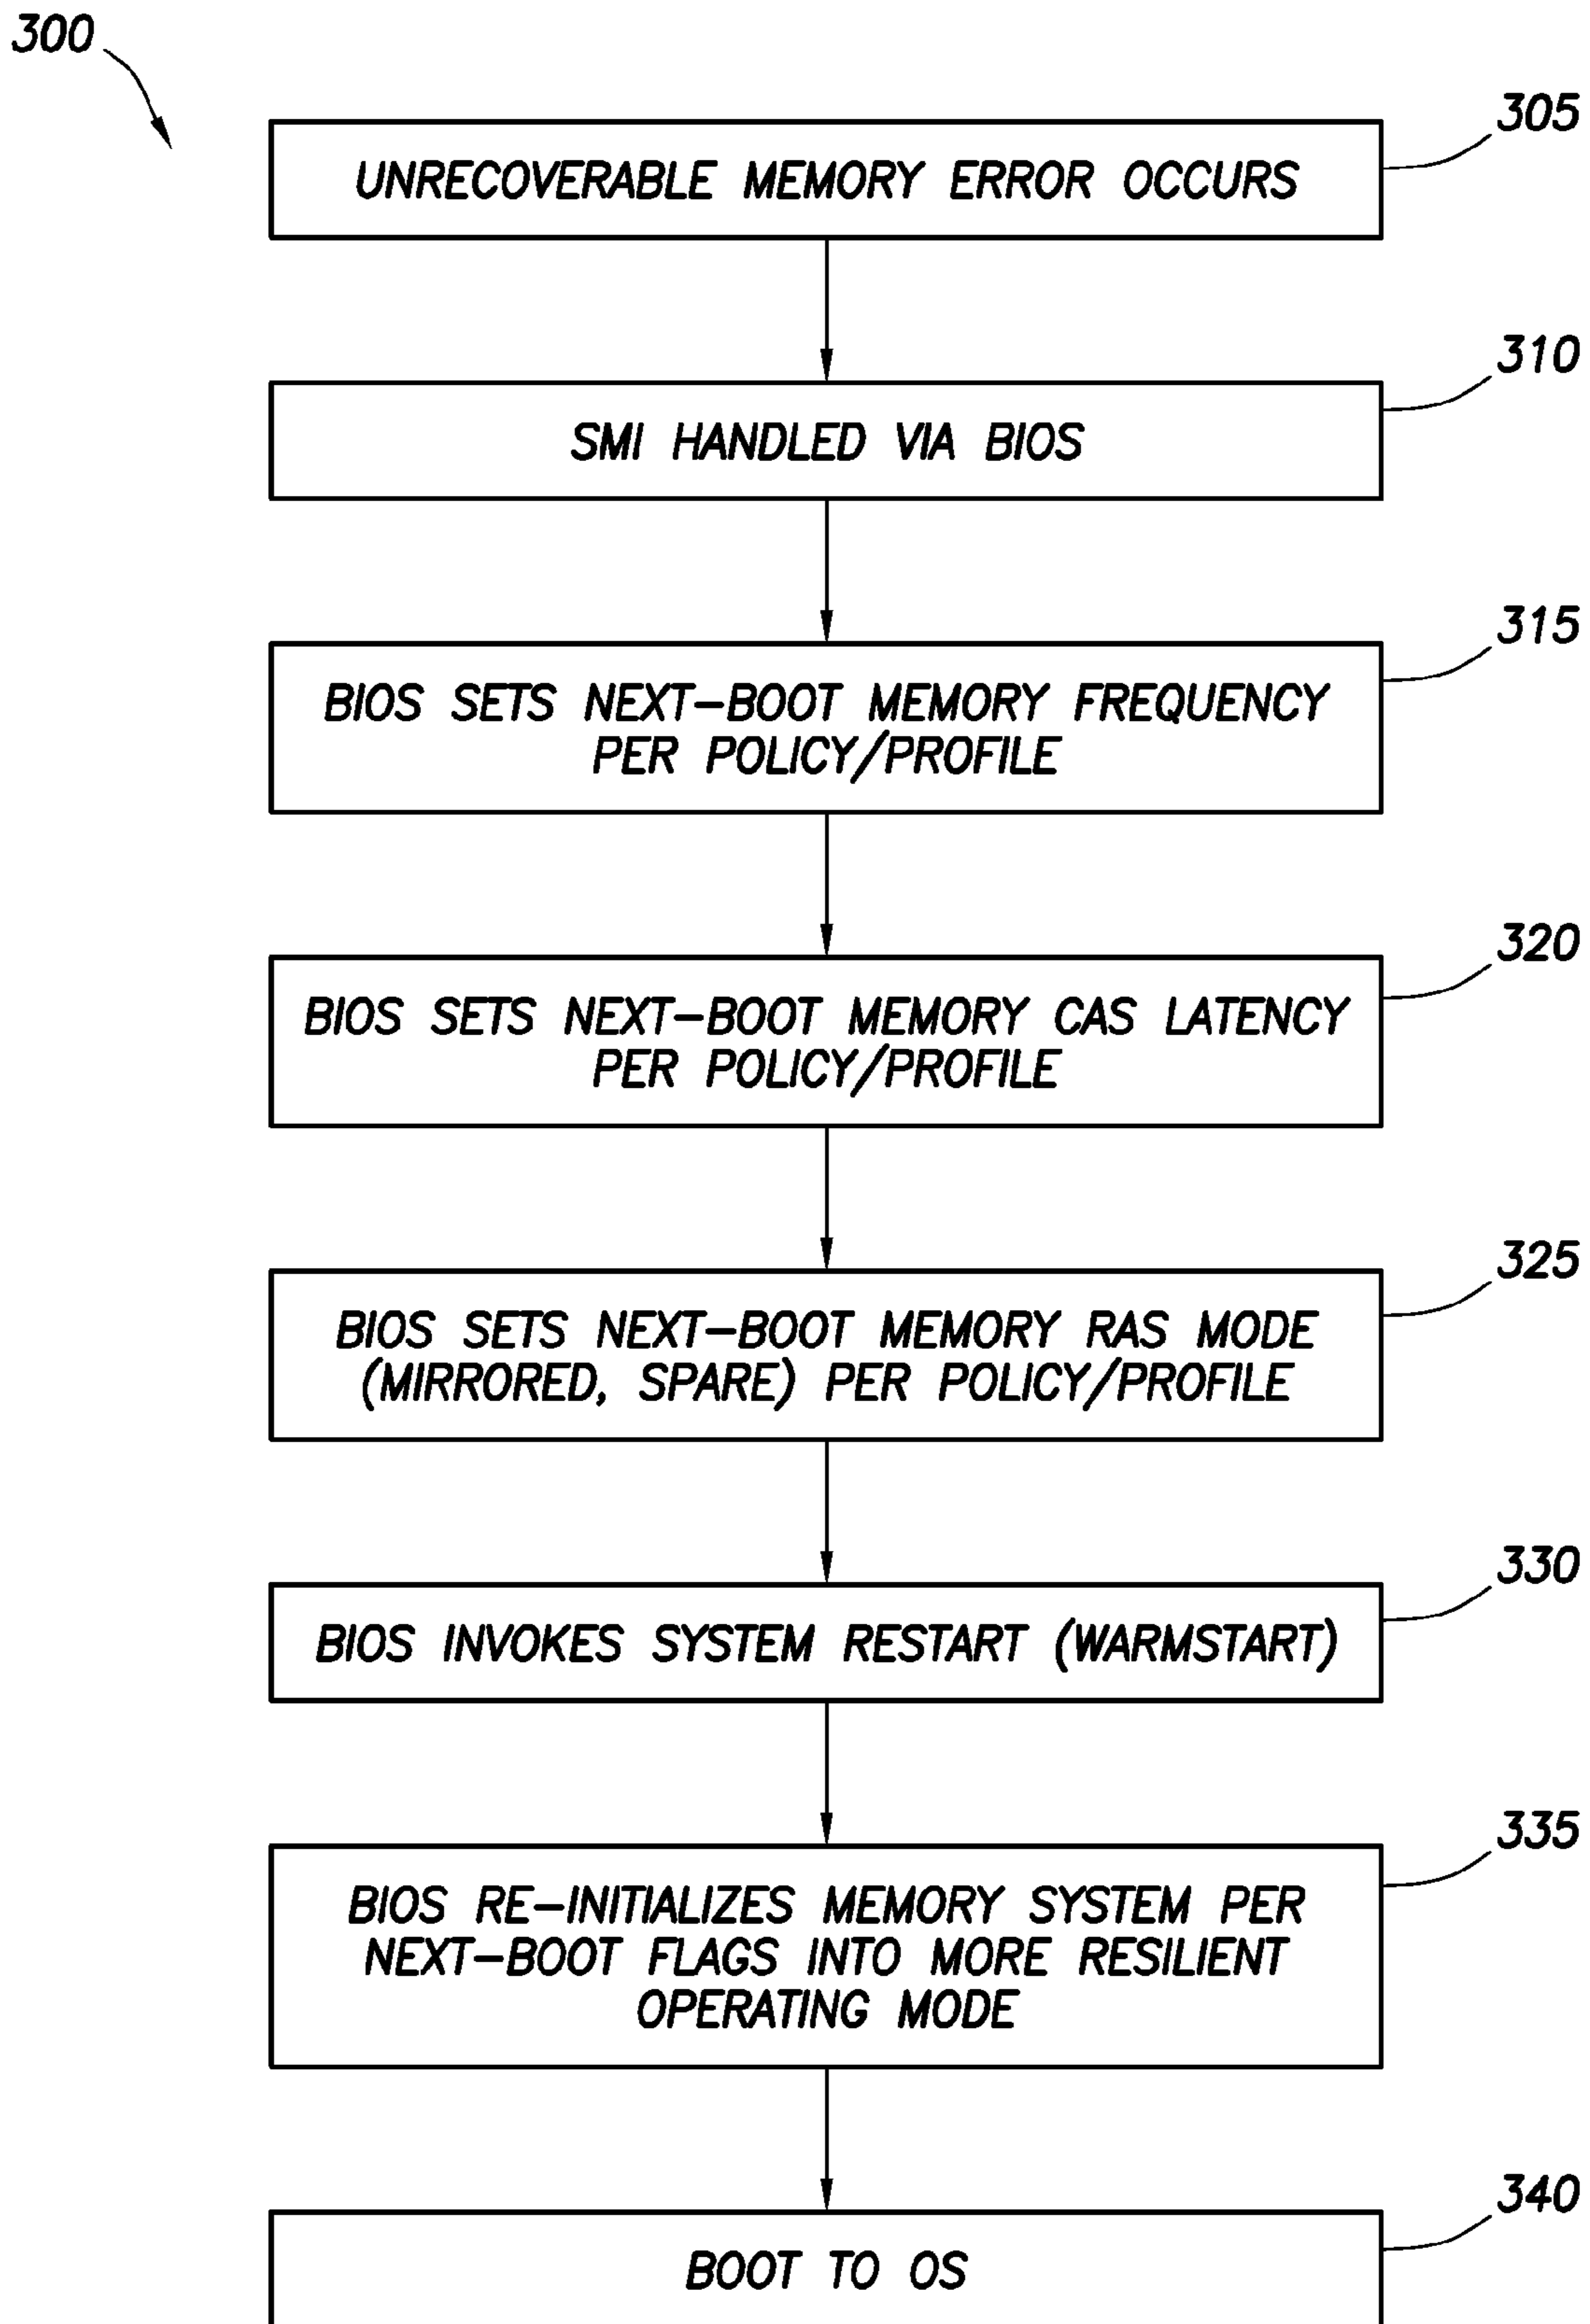 300
305
UNRECOVERABLE MEMORY ERROR OCCURS
310
SMI HANDLED VIA BIOS
315
BIOS SETS NEXT-BOOT MEMORY FREQUENCY
PER POLICY/PROFILE
320
BIOS SETS NEXT-BOOT MEMORY CAS LATENCY
PER POLICY/PROFILE
325
BIOS SETS NEXT-BOOT MEMORY RAS MODE
(MIRRORED, SPARE) PER POLICY/PROFILE
330
BIOS INVOKES SYSTEM RESTART (WARMSTART)
335
BIOS RE-INITIALIZES MEMORY SYSTEM PER
NEXT-BOOT FLAGS INTO MORE RESILIENT
OPERATING MODE
340
BOOT TO OS